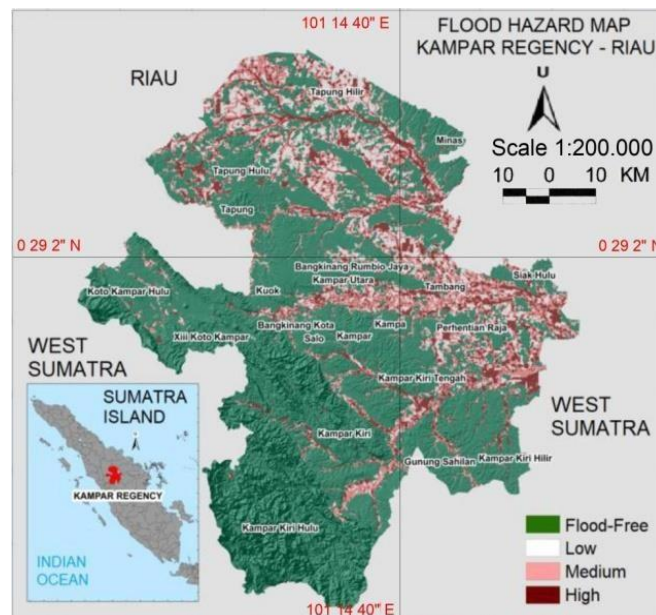 101 14 40" E
FLOOD HAZARD MAP
KAMPAR REGENCY - RIAU
RIAU
U
Tapung Hilir
Minas
Scale 1:200.000
10 0 10 KM
Tapung Hulu
Tapung
0 29 2" N
0 29 2" N
Bangkinang Rumbio Jaya
Siak Hulu
Kampar Utara
Koto Kampar Hulu
Kuok
Tambang
Bangkinang Kota
Kampa
Perhentian Raja
Xiii Koto Kampar
Salo
Kampar
WEST
SUMATRA
Kampar Kiri Tengah
SUMATRA
ISLAND
WEST
SUMATRA
Kampar Kiri
Gunung Sahilan
Kampar Kiri Hilir
KAMPAR REGENCY
Kampar Kiri Hulu
INDIAN
OCEAN
Flood-Free
Low
Medium
High
101 14 40" E